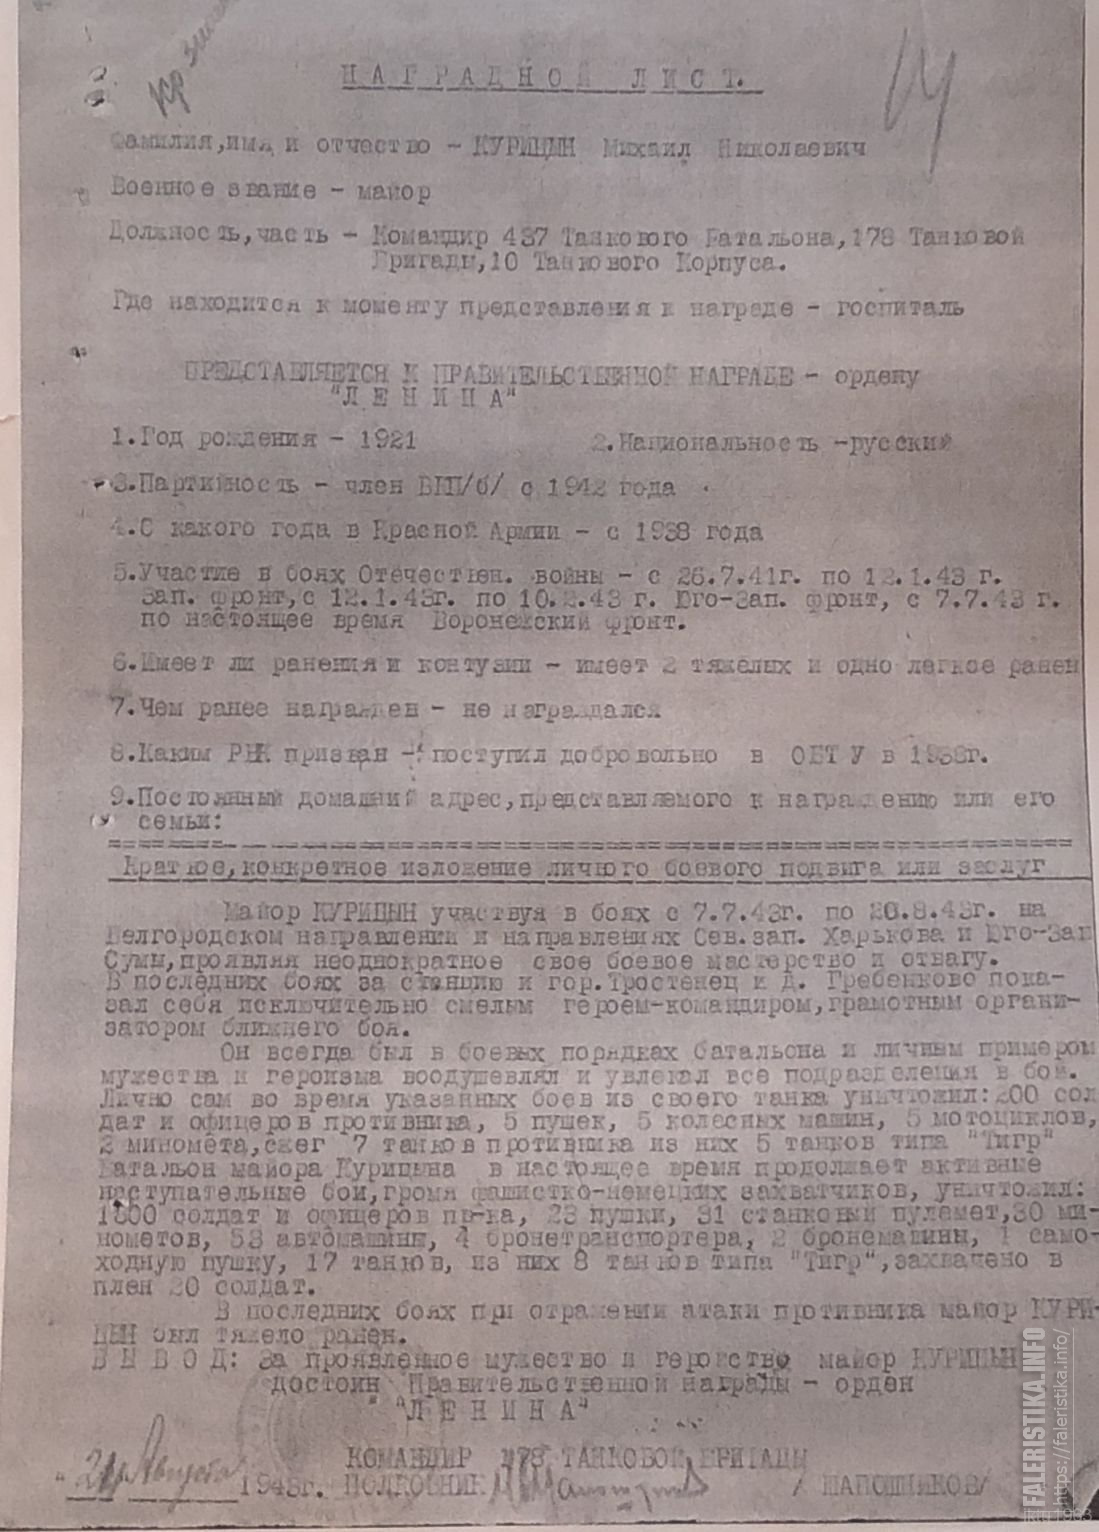 НАГРАДНОЙ ЛИСТ.
Фамилия,имя и отчество - КУРИЦЫН Михаил Николаевич
Военное звание - майор
Должность,часть - Командир 437 Танкового Батальона,178 Танковой
Бригады,10 Танкового Корпуса.
Где находится к моменту представления к награде - госпиталь
ПРЕДСТАВЛЯЕТСЯ К ПРАВИТЕЛЬСТВЕННОЙ НАГРАДЕ - ордену
"ЛЕНИНА"
1.Год рождения - 1921 2.Национальность -русский
3.Партийность - член ВКП/б/ с 1942 года
4.С какого года в Красной Армии - с 1938 года
5.Участие в боях Отечествен. войны - с 26.7.41г. по 12.1.43 г.
Зап. фронт,с 12.1.43г. по 10.2.43 г. Юго-Зап. фронт, с 7.7.43 г.
по настоящее время Воронежский фронт.
6.Имеет ли ранения и контузии - имеет 2 тяжелых и одно легкое ранен
7.Чем ранее награжден - не награждался
8.Каким РВК призван - поступил добровольно в ОБТУ в 1938г.
9.Постоянный домашний адрес,представляемого к награждению или его
семьи:
Краткое,конкретное изложение личного боевого подвига или заслуг
Майор КУРИЦЫН участвуя в боях с 7.7.43г. по 20.8.43г. на
Белгородском направлении и направлениях Сев.зап. Харькова и Юго-Зап
Сумы,проявляя неоднократное свое боевое мастерство и отвагу.
В последних боях за станцию и гор.Тростенец и д. Гребенково пока-
зал себя исключительно смелым героем-командиром,грамотным органи-
затором ближнего боя.
Он всегда был в боевых порядках батальона и личным примером
мужества и героизма воодушевлял и увлекал все подразделения в бой.
Лично сам во время указанных боев из своего танка уничтожил:200 сол
дат и офицеров противника, 5 пушек, 5 колесных машин, 5 мотоциклов,
2 миномета,сжег 7 танков противника из них 5 танков типа "Тигр"
Батальон майора Курицына в настоящее время продолжает активные
наступательные бои,громя фашистко-немецких захватчиков, уничтожил:
1800 солдат и офицеров пр-ка, 23 пушки, 31 станковый пулемет,30 ми-
нометов, 53 автомашины, 4 бронетранспортера, 2 бронемашины, 1 само-
ходную пушку, 17 танков, из них 8 танков типа "Тигр",захвачено в
плен 20 солдат.
В последних боях при отражении атаки противника майор КУРИ-
ЦЫН был тяжело ранен.
ВЫВОД: За проявленное мужество и геройство майор КУРИЦЫН
достоин Правительственной награды - орден
"ЛЕНИНА"
КОМАНДИР 178 ТАНКОВОЙ БРИГАДЫ
Августа 1943г. ПОЛКОВНИК /ШАПОШНИКОВ/
FALERISTIKA.INFO
https://faleristika.info/